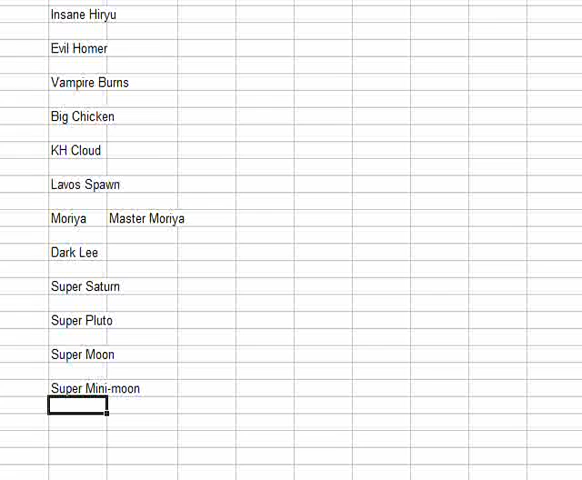 Insane Hiryu
Evil Homer
Vampire Burns
Big Chicken
KH Cloud
Lavos Spawn
Moriya Master Moriya
Dark Lee
Super Saturn
Super Pluto
Super Moon
Super Mini-moon